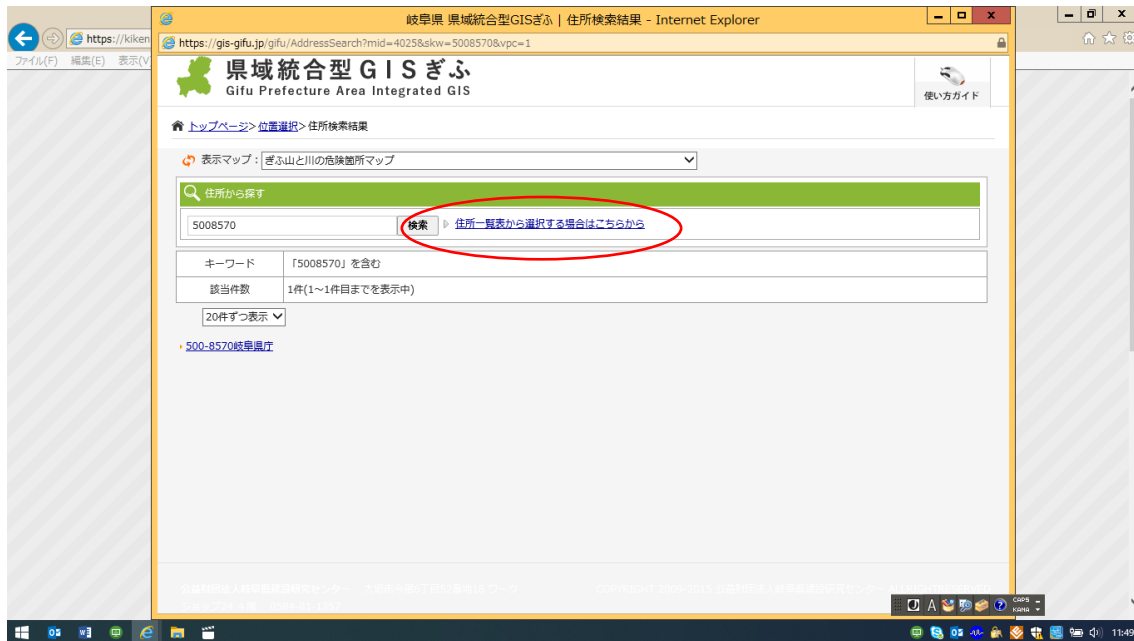 岐阜県 県域統合型GISぎふ | 住所検索結果 - Internet Explorer
https://kiken
https://gis-gifu.jp/gifu/AddressSearch?mid=4025&skw=5008570&vpc=1
ファイル(F) 編集(E) 表示(V
県域統合型GISぎふ
Gifu Prefecture Area Integrated GIS
使い方ガイド
トップページ>位置選択>住所検索結果
表示マップ: ぎふ山と川の危険箇所マップ
住所から探す
5008570 検索 住所一覧表から選択する場合はこちらから
キーワード 「5008570」を含む
該当件数 1件(1~1件目までを表示中)
20件ずつ表示
500-8570岐阜県庁
A CAPS
KANA
11:49